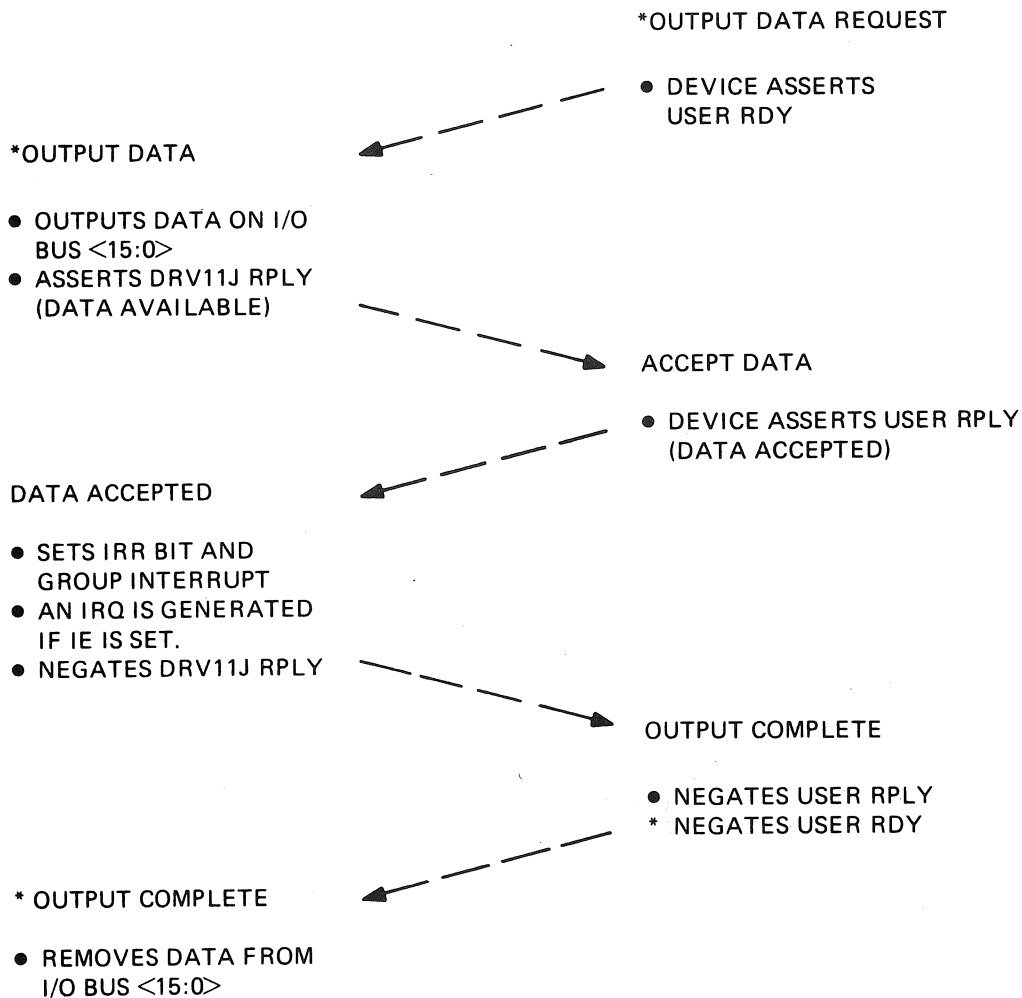 *OUTPUT DATA REQUEST
● DEVICE ASSERTS
USER RDY
*OUTPUT DATA
● OUTPUTS DATA ON I/O
BUS <15:0>
● ASSERTS DRV11J RPLY
(DATA AVAILABLE)
ACCEPT DATA
● DEVICE ASSERTS USER RPLY
(DATA ACCEPTED)
DATA ACCEPTED
● SETS IRR BIT AND
GROUP INTERRUPT
● AN IRQ IS GENERATED
IF IE IS SET.
● NEGATES DRV11J RPLY
OUTPUT COMPLETE
● NEGATES USER RPLY
* NEGATES USER RDY
* OUTPUT COMPLETE
● REMOVES DATA FROM
I/O BUS <15:0>